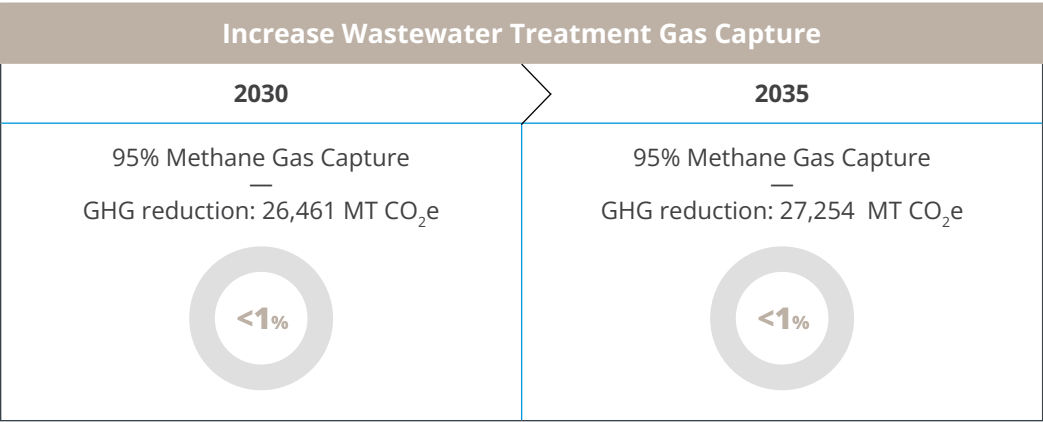 Increase Wastewater Treatment Gas Capture
2030
2035
95% Methane Gas Capture
—
GHG reduction: 26,461 MT CO₂e
<1%
95% Methane Gas Capture
—
GHG reduction: 27,254  MT CO₂e
<1%